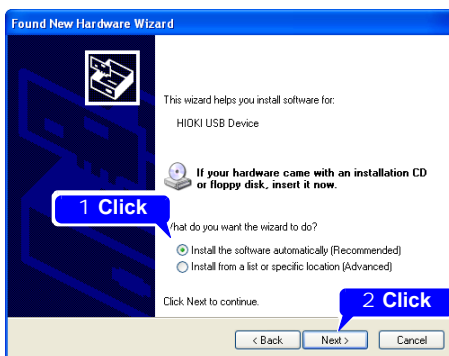 Found New Hardware Wizard
This wizard helps you install software for:
HIOKI USB Device
If your hardware came with an installation CD
or floppy disk, insert it now.
1 Click
What do you want the wizard to do?
Install the software automatically (Recommended)
Install from a list or specific location (Advanced)
Click Next to continue.
2 Click
< Back
Next >
Cancel